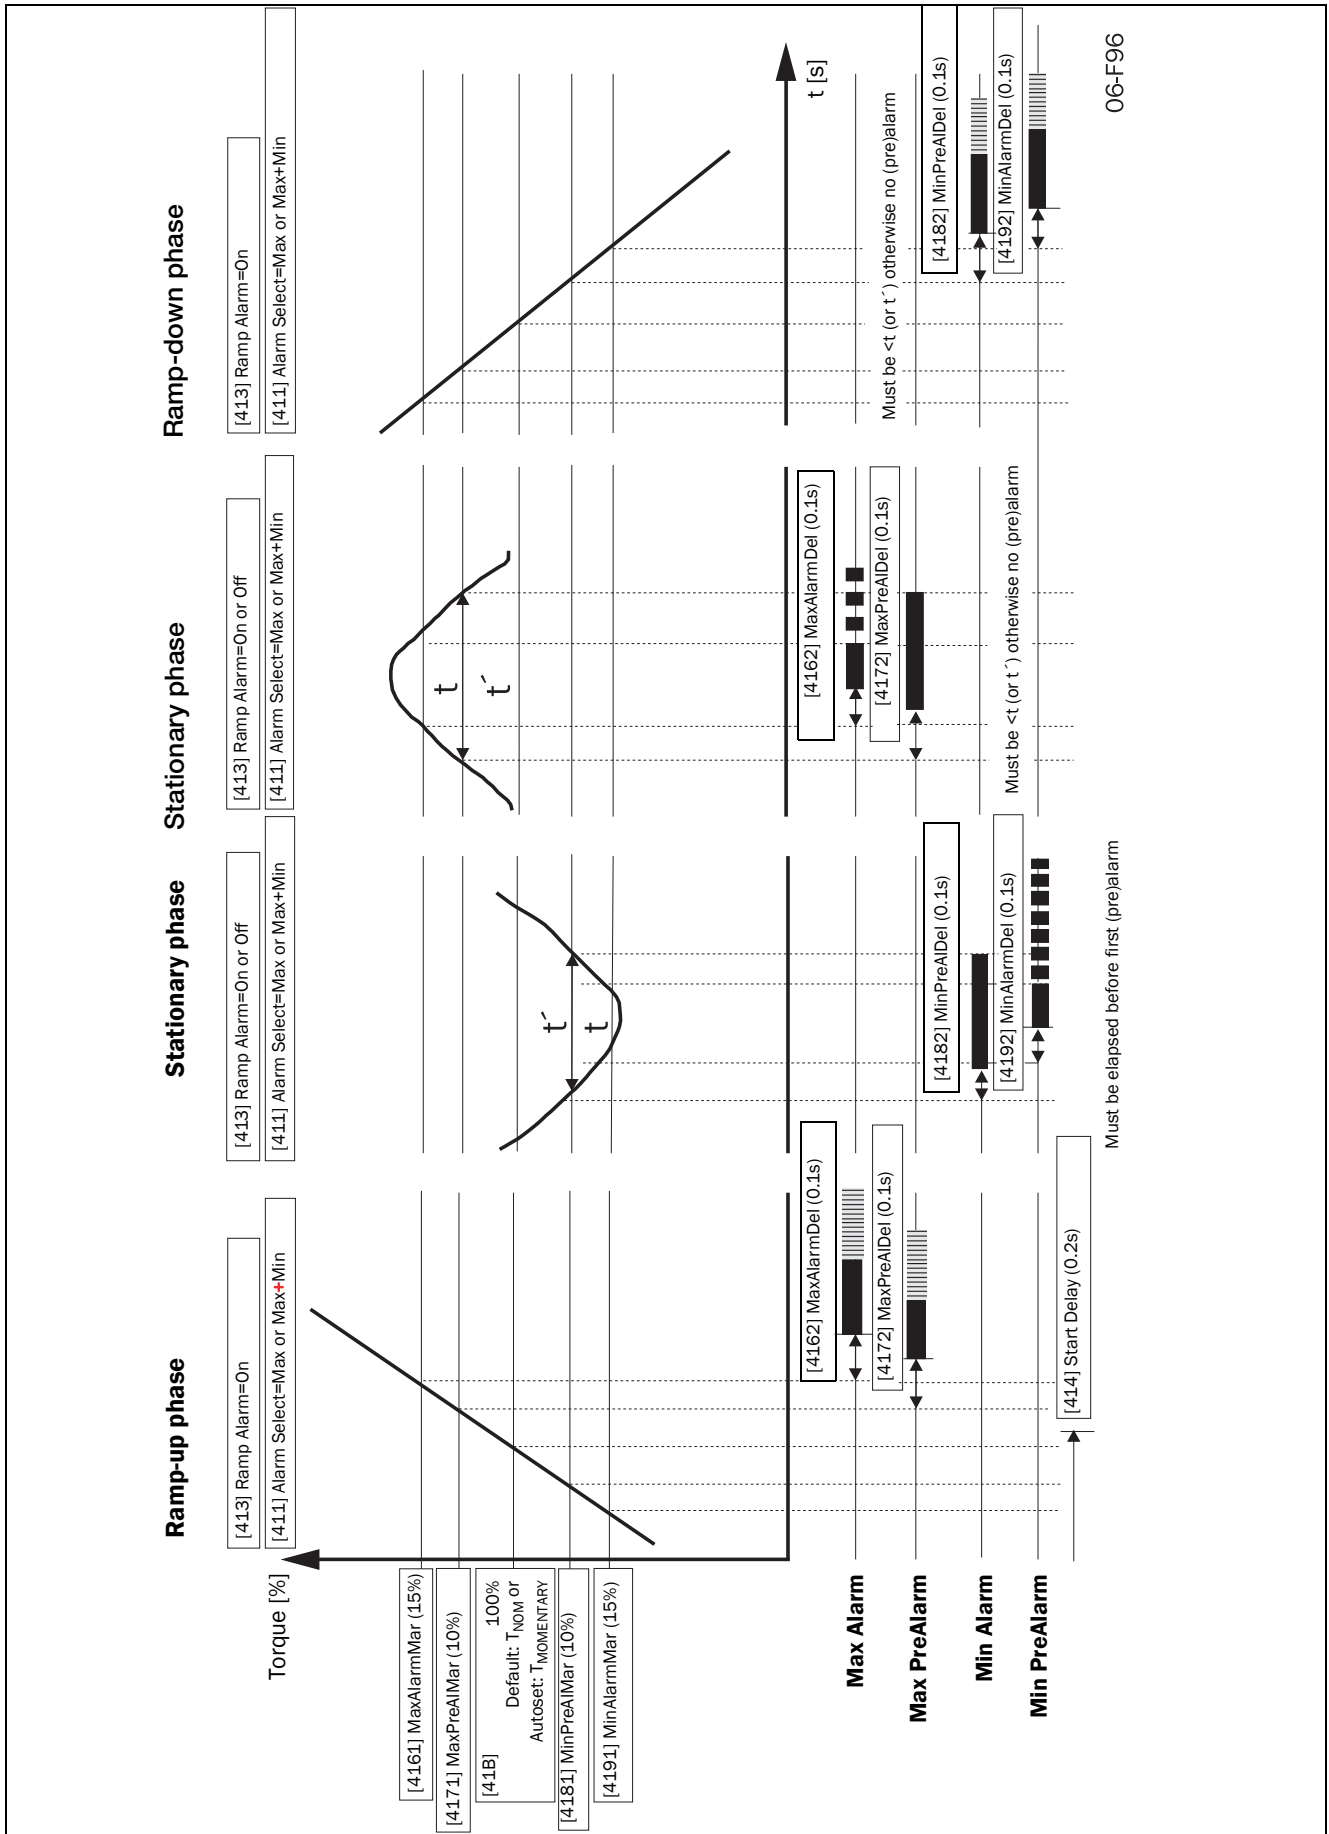 Ramp-up phase
Stationary phase
Stationary phase
Ramp-down phase
[413] Ramp Alarm=On
[411] Alarm Select=Max or Max+Min
[413] Ramp Alarm=On or Off
[411] Alarm Select=Max or Max+Min
[413] Ramp Alarm=On or Off
[411] Alarm Select=Max or Max+Min
[413] Ramp Alarm=On
[411] Alarm Select=Max or Max+Min
Torque [%]
[4161] MaxAlarmMar (15%)
[4171] MaxPreAlMar (10%)
[41B] 100%
Default: TNOM or
Autoset: TMOMENTARY
[4181] MinPreAlMar (10%)
[4191] MinAlarmMar (15%)
t´
t
t
t´
t [s]
Max Alarm
[4162] MaxAlarmDel (0.1s)
[4162] MaxAlarmDel (0.1s)
Max PreAlarm
[4172] MaxPreAlDel (0.1s)
[4172] MaxPreAlDel (0.1s)
Must be <t (or t´) otherwise no (pre)alarm
Min Alarm
[4182] MinPreAlDel (0.1s)
[4182] MinPreAlDel (0.1s)
Min PreAlarm
[4192] MinAlarmDel (0.1s)
Must be <t (or t´) otherwise no (pre)alarm
[4192] MinAlarmDel (0.1s)
[414] Start Delay (0.2s)
Must be elapsed before first (pre)alarm
06-F96